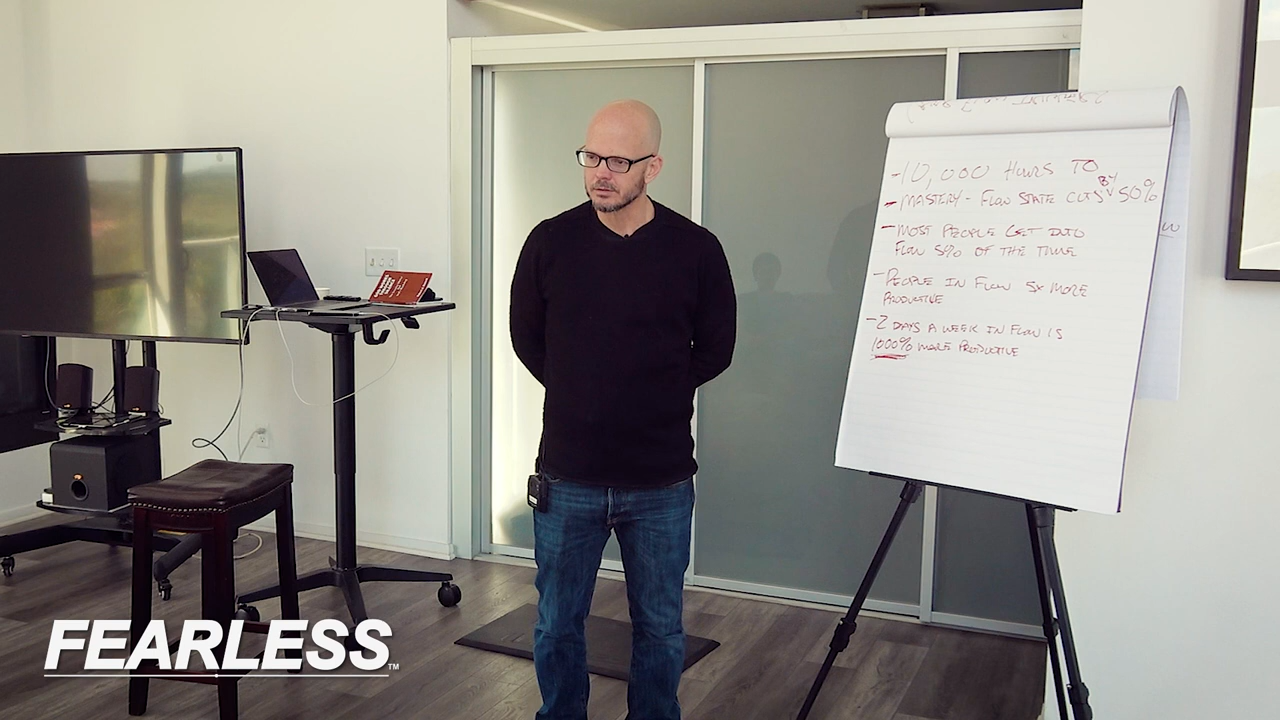 -10,000 HOURS TO
- MASTERY - FLOW STATE CUTS BY 50%
- MOST PEOPLE GET INTO
FLOW 5% OF THE TIME
- PEOPLE IN FLOW 5X MORE
PRODUCTIVE
- 2 DAYS A WEEK IN FLOW IS
1000% MORE PRODUCTIVE
FEARLESS™